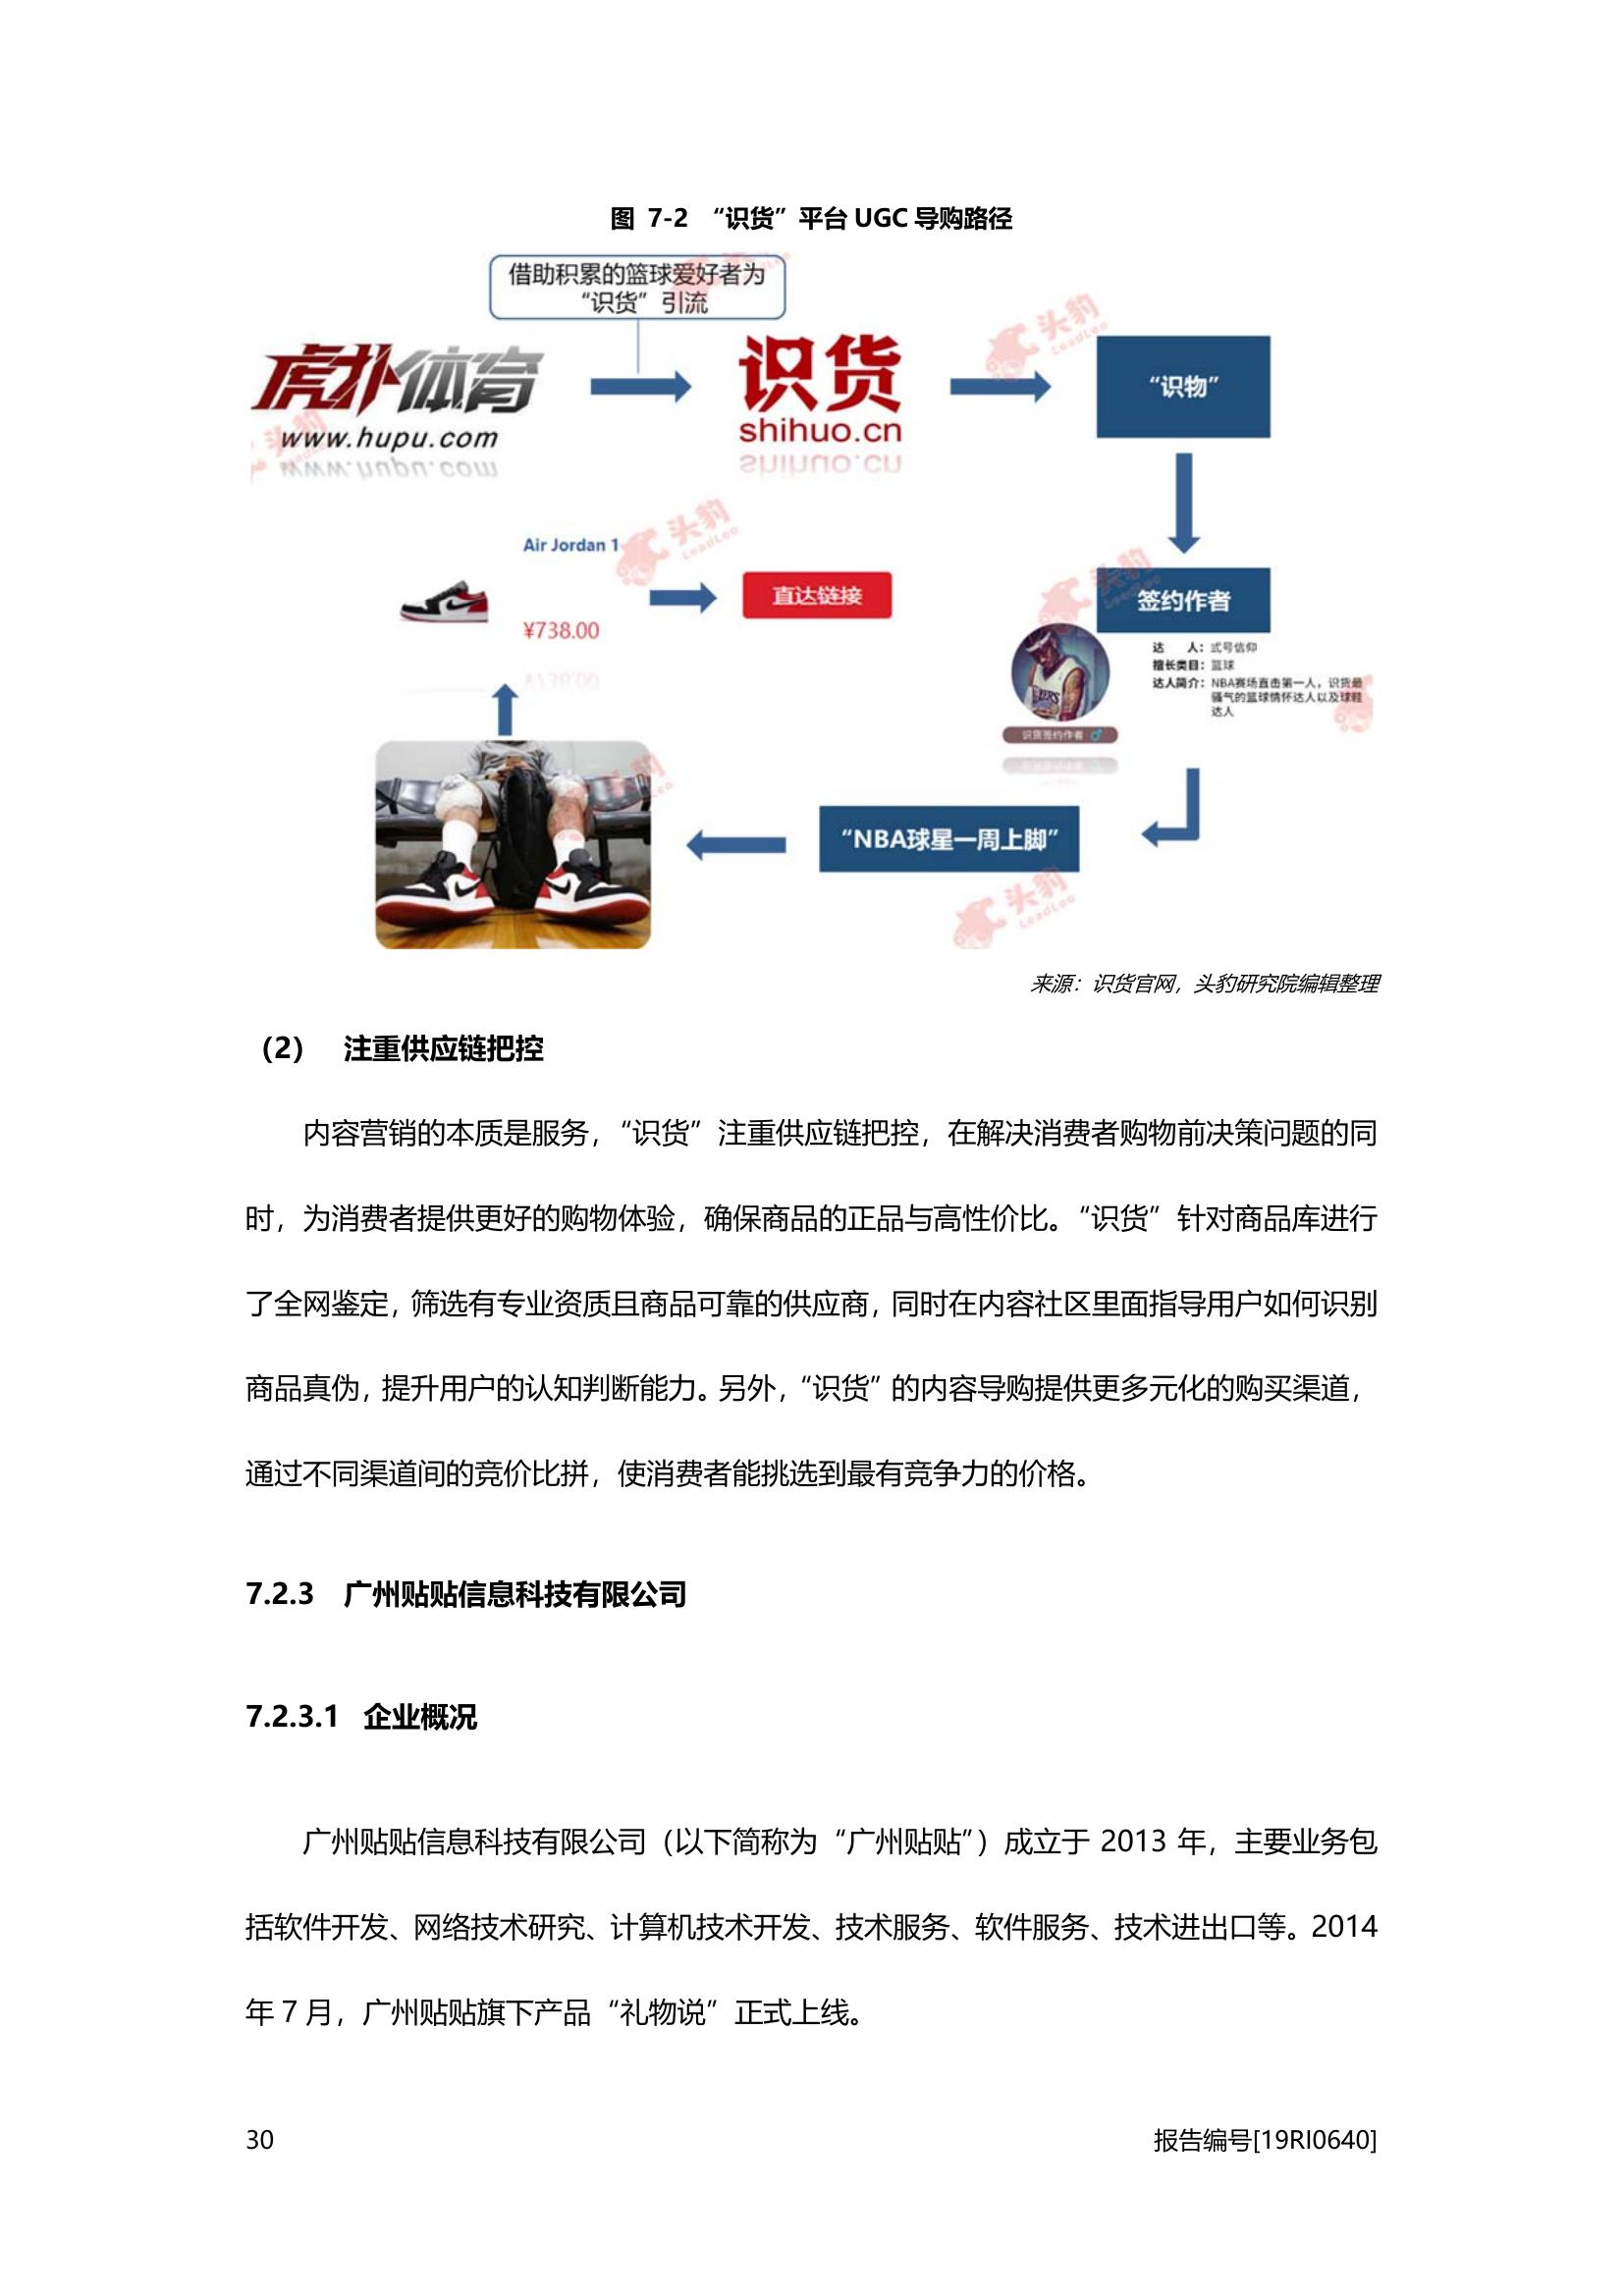 图 7-2 “识货”平台 UGC 导购路径
借助积累的篮球爱好者为
“识货”引流
虎扑体育
www.hupu.com
识货
shihuo.cn
“识物”
Air Jordan 1
¥738.00
直达链接
签约作者
达 人：式号信仰
擅长类目：篮球
达人简介：NBA赛场直击第一人，识货最
骚气的篮球情怀达人以及球鞋
达人
识货签约作者
“NBA球星一周上脚”
头豹
LeadLeo
来源：识货官网，头豹研究院编辑整理
（2） 注重供应链把控
内容营销的本质是服务，“识货”注重供应链把控，在解决消费者购物前决策问题的同
时，为消费者提供更好的购物体验，确保商品的正品与高性价比。“识货”针对商品库进行
了全网鉴定，筛选有专业资质且商品可靠的供应商，同时在内容社区里面指导用户如何识别
商品真伪，提升用户的认知判断能力。另外，“识货”的内容导购提供更多元化的购买渠道，
通过不同渠道间的竞价比拼，使消费者能挑选到最有竞争力的价格。
7.2.3 广州贴贴信息科技有限公司
7.2.3.1 企业概况
广州贴贴信息科技有限公司（以下简称为“广州贴贴”）成立于 2013 年，主要业务包
括软件开发、网络技术研究、计算机技术开发、技术服务、软件服务、技术进出口等。2014
年 7 月，广州贴贴旗下产品“礼物说”正式上线。
30
报告编号[19RI0640]